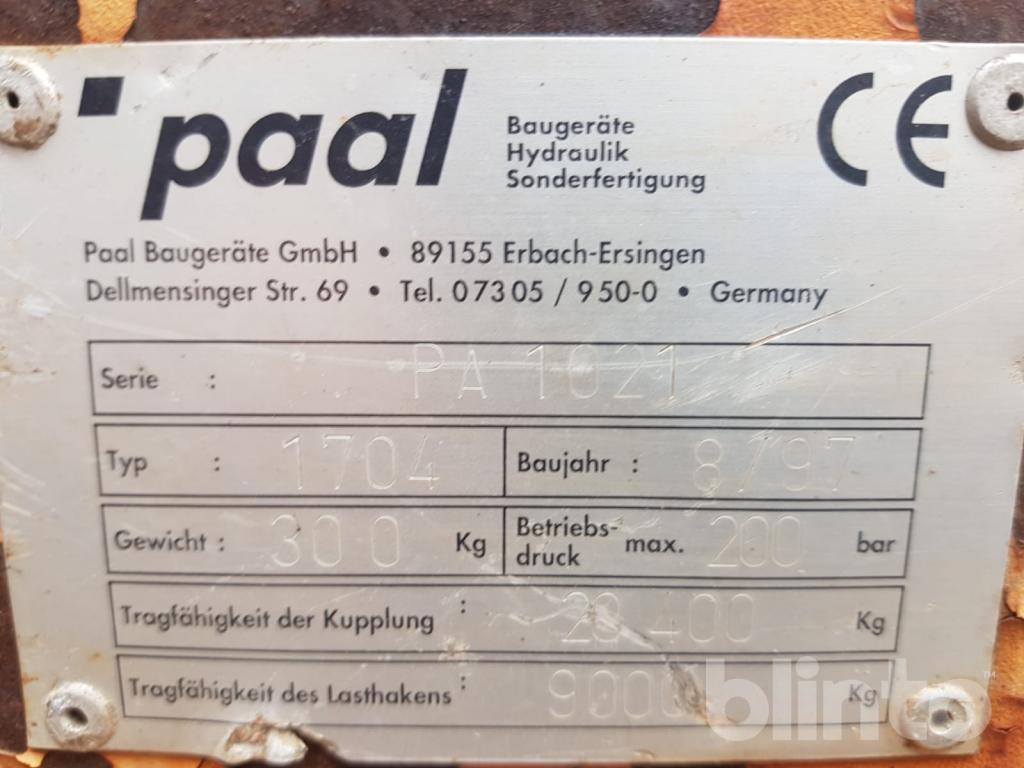 paal
Baugeräte
Hydraulik
Sonderfertigung
CE
Paal Baugeräte GmbH • 89155 Erbach-Ersingen
Dellmensinger Str. 69 • Tel. 07305 / 950-0 • Germany
Serie : PA 1021
Typ : 1704 Baujahr : 8/97
Gewicht : 300 Kg Betriebs-druck max. 200 bar
Tragfähigkeit der Kupplung : Kg
Tragfähigkeit des Lasthakens : 9000 Kg
blinto™